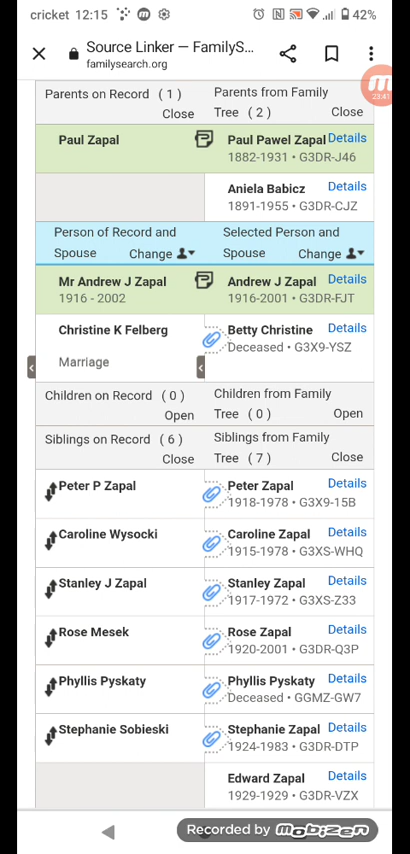 cricket 12:15 42%
Source Linker — FamilyS...
familysearch.org
23:41
Parents on Record ( 1 ) Close
Parents from Family Tree ( 2 ) Close
Paul Zapal
Paul Pawel Zapal Details
1882-1931 • G3DR-J46
Aniela Babicz Details
1891-1955 • G3DR-CJZ
Person of Record and Spouse Change
Selected Person and Spouse Change
Mr Andrew J Zapal
1916 - 2002
Andrew J Zapal Details
1916-2001 • G3DR-FJT
Christine K Felberg
Marriage
Betty Christine Details
Deceased • G3X9-YSZ
Children on Record ( 0 ) Open
Children from Family Tree ( 0 ) Open
Siblings on Record ( 6 ) Close
Siblings from Family Tree ( 7 ) Close
Peter P Zapal
Peter Zapal Details
1918-1978 • G3X9-15B
Caroline Wysocki
Caroline Zapal Details
1915-1978 • G3XS-WHQ
Stanley J Zapal
Stanley Zapal Details
1917-1972 • G3XS-Z33
Rose Mesek
Rose Zapal Details
1920-2001 • G3DR-Q3P
Phyllis Pyskaty
Phyllis Pyskaty Details
Deceased • GGMZ-GW7
Stephanie Sobieski
Stephanie Zapal Details
1924-1983 • G3DR-DTP
Edward Zapal Details
1929-1929 • G3DR-VZX
Recorded by mobizen